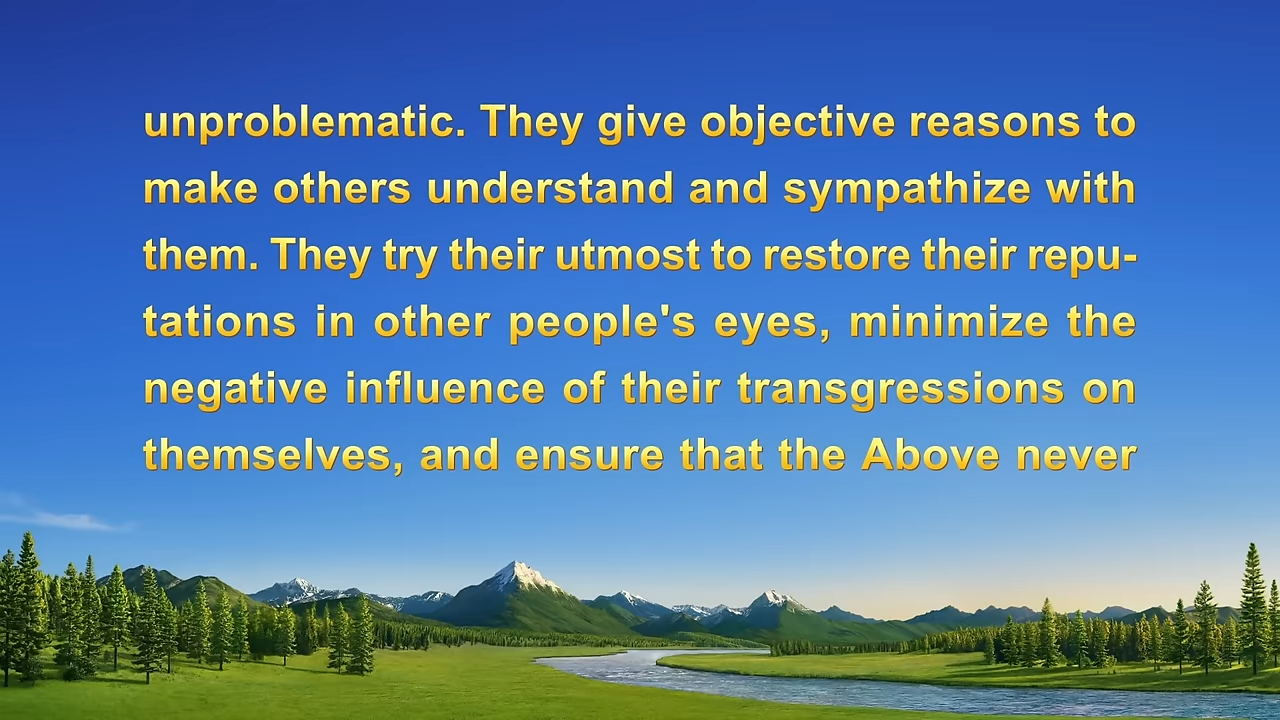 unproblematic. They give objective reasons to
make others understand and sympathize with
them. They try their utmost to restore their repu-
tations in other people's eyes, minimize the
negative influence of their transgressions on
themselves, and ensure that the Above never